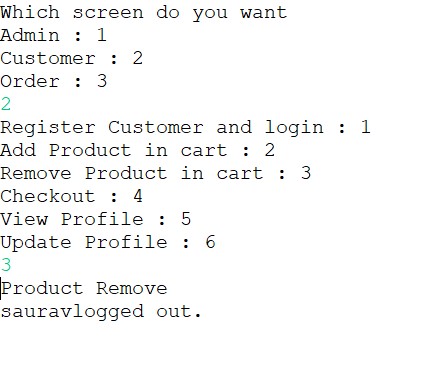 Which screen do you want
Admin : 1
Customer : 2
Order : 3
2
Register Customer and login : 1
Add Product in cart : 2
Remove Product in cart : 3
Checkout : 4
View Profile : 5
Update Profile : 6
3
Product Remove
sauravlogged out.